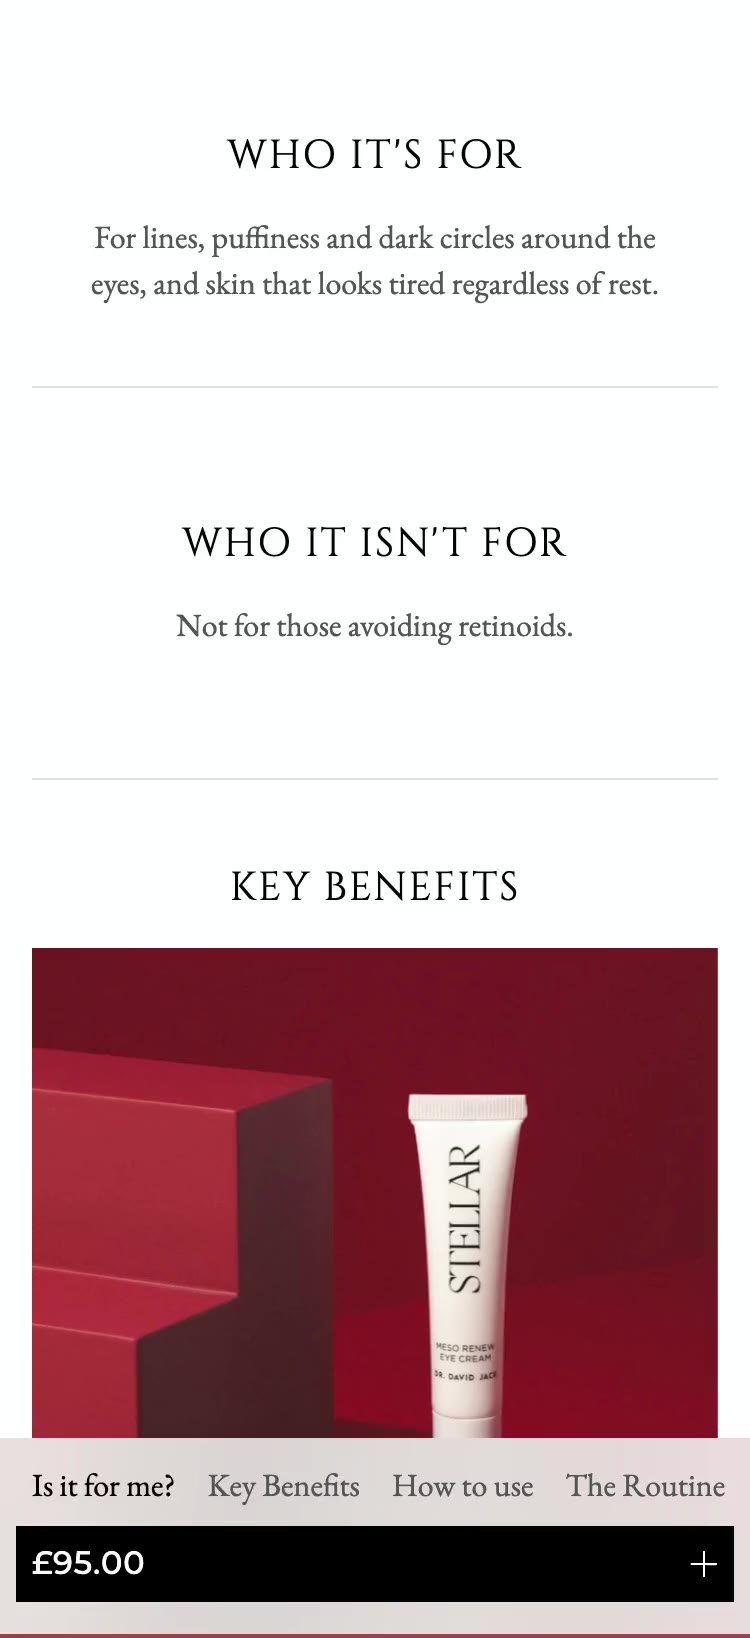 WHO IT'S FOR
For lines, puffiness and dark circles around the
eyes, and skin that looks tired regardless of rest.
WHO IT ISN'T FOR
Not for those avoiding retinoids.
KEY BENEFITS
STELLAR
MESO RENEW
EYE CREAM
DR. DAVID JACK
Is it for me? Key Benefits How to use The Routine
£95.00 +